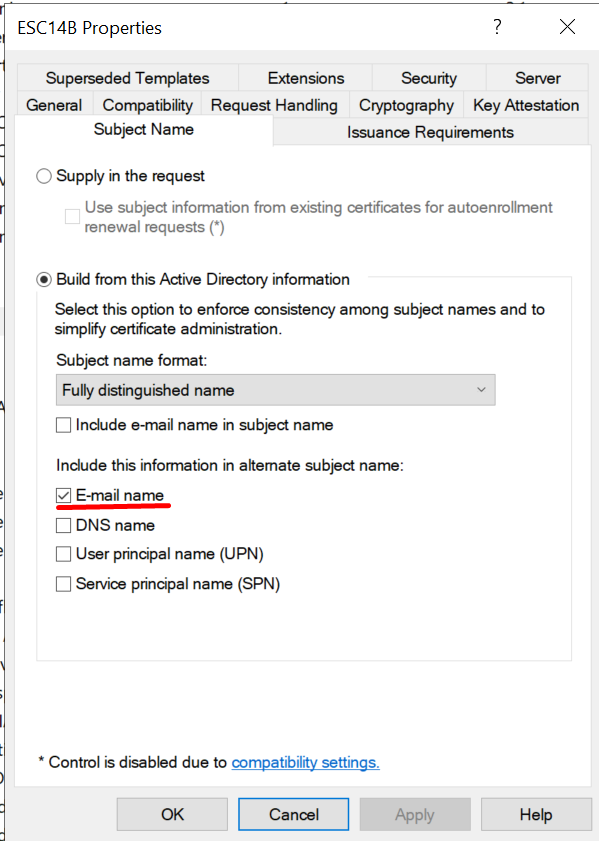 ESC14B Properties
?
Superseded Templates Extensions Security Server
General Compatibility Request Handling Cryptography Key Attestation
Subject Name Issuance Requirements
Supply in the request
Use subject information from existing certificates for autoenrollment
renewal requests (*)
Build from this Active Directory information
Select this option to enforce consistency among subject names and to
simplify certificate administration.
Subject name format:
Fully distinguished name
Include e-mail name in subject name
Include this information in alternate subject name:
E-mail name
DNS name
User principal name (UPN)
Service principal name (SPN)
* Control is disabled due to compatibility settings.
OK Cancel Apply Help